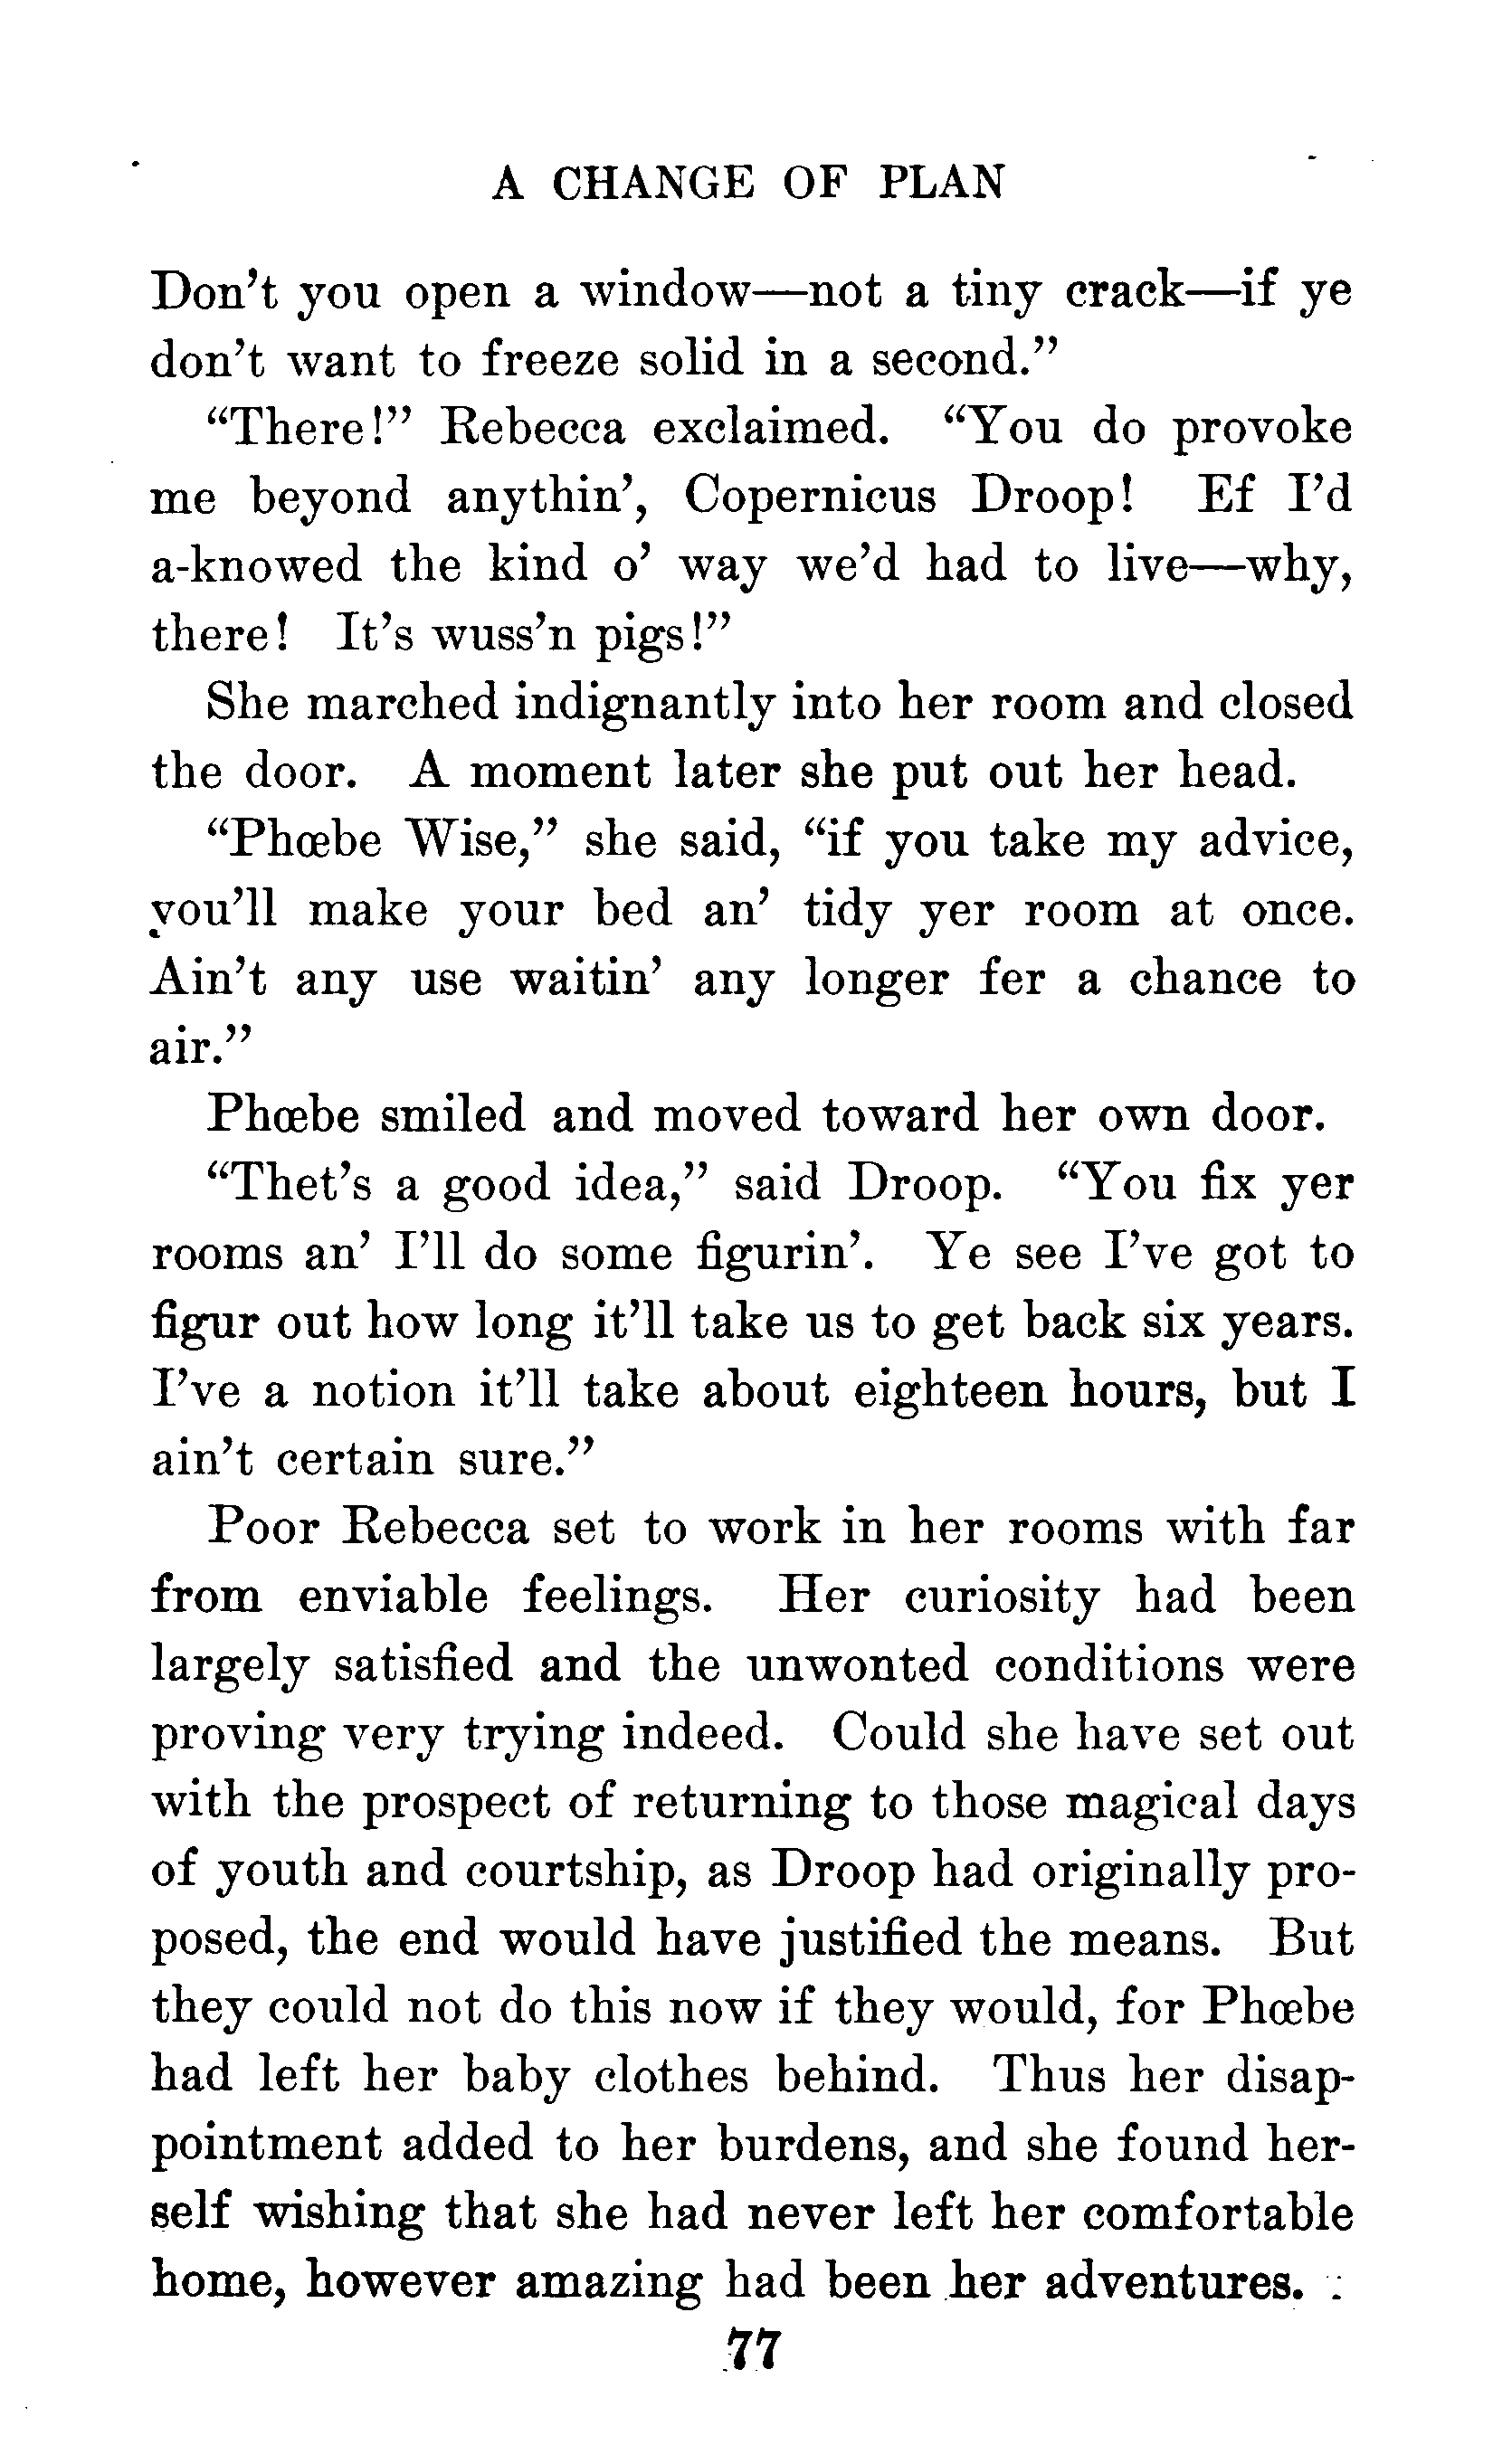 A CHANGE OF PLAN
Don't you open a window—not a tiny crack—if ye
don't want to freeze solid in a second."
"There!" Rebecca exclaimed. "You do provoke
me beyond anythin', Copernicus Droop! Ef I'd
a-knowed the kind o' way we'd had to live—why,
there! It's wuss'n pigs!"
She marched indignantly into her room and closed
the door. A moment later she put out her head.
"Phœbe Wise," she said, "if you take my advice,
you'll make your bed an' tidy yer room at once.
Ain't any use waitin' any longer fer a chance to
air."
Phœbe smiled and moved toward her own door.
"Thet's a good idea," said Droop. "You fix yer
rooms an' I'll do some figurin'. Ye see I've got to
figur out how long it'll take us to get back six years.
I've a notion it'll take about eighteen hours, but I
ain't certain sure."
Poor Rebecca set to work in her rooms with far
from enviable feelings. Her curiosity had been
largely satisfied and the unwonted conditions were
proving very trying indeed. Could she have set out
with the prospect of returning to those magical days
of youth and courtship, as Droop had originally pro-
posed, the end would have justified the means. But
they could not do this now if they would, for Phœbe
had left her baby clothes behind. Thus her disap-
pointment added to her burdens, and she found her-
self wishing that she had never left her comfortable
home, however amazing had been her adventures.
77